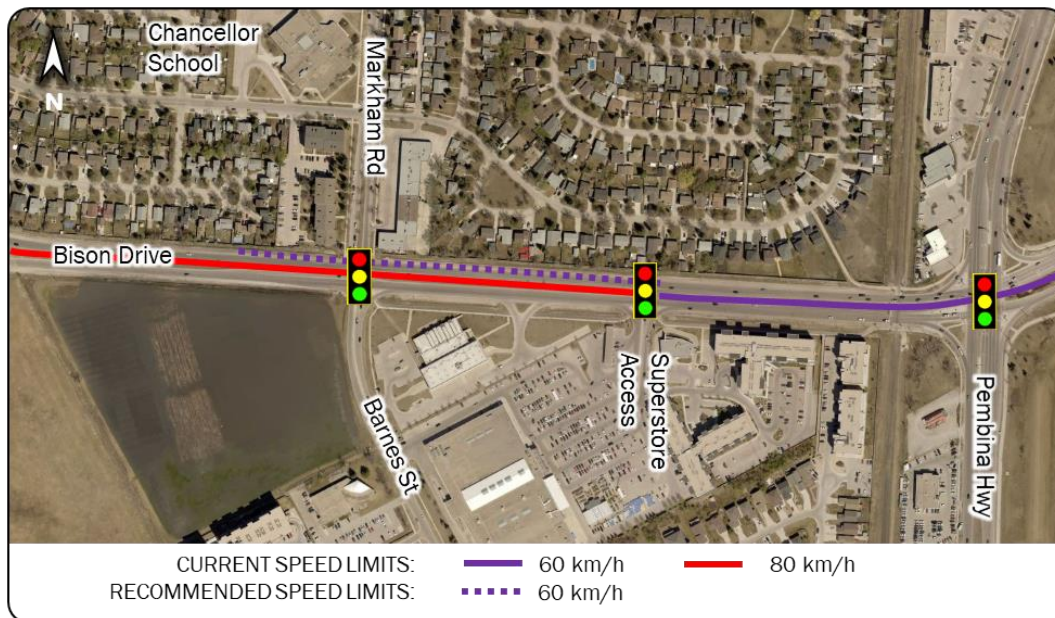 Chancellor
School
Markham Rd
N
Bison Drive
Superstore
Access
Barnes St
Pembina Hwy
CURRENT SPEED LIMITS: 60 km/h 80 km/h
RECOMMENDED SPEED LIMITS: 60 km/h